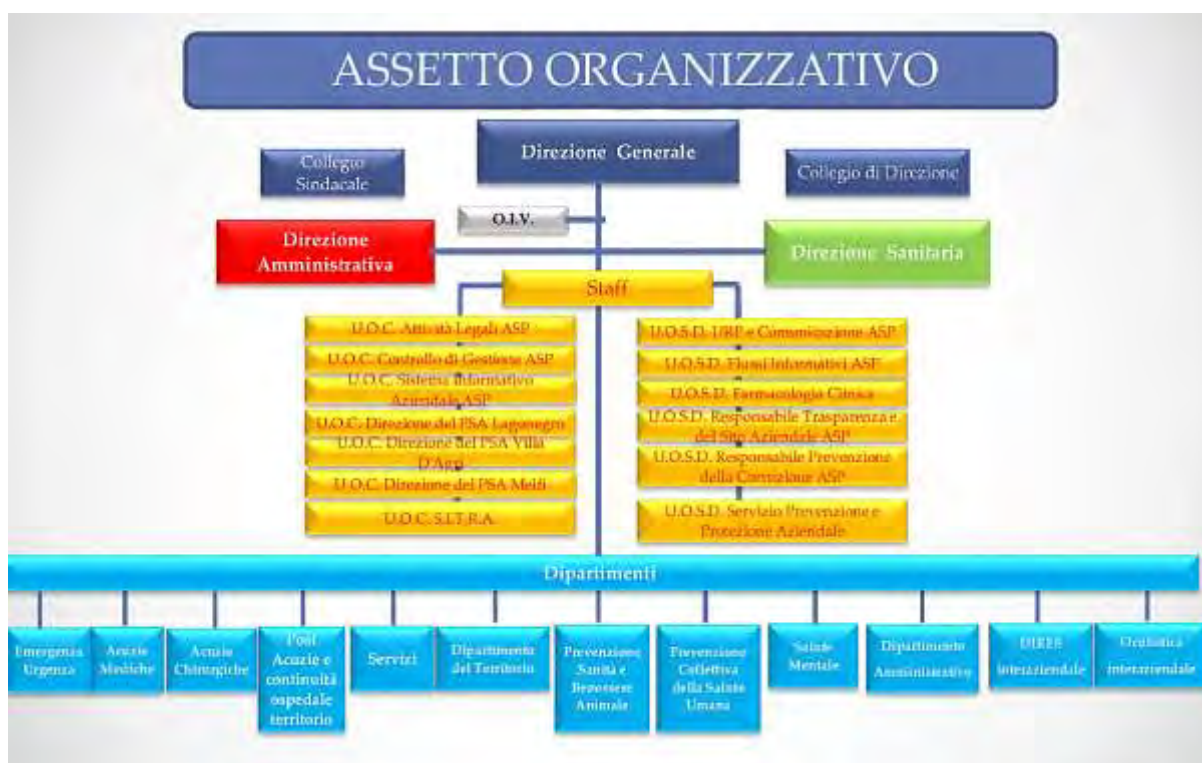 ASSETTO ORGANIZZATIVO
Direzione Generale
Collegio
Sindacale
Collegio di Direzione
O.I.V.
Direzione
Amministrativa
Direzione Sanitaria
Staff
U.O.C. Attività Legali ASP
U.O.C. Controllo di Gestione ASP
U.O.C. Sistema Informativo
Aziendale ASP
U.O.C. Direzione del PSA Lagonegro
U.O.C. Direzione del PSA Villa
D'Agri
U.O.C. Direzione del PSA Melfi
U.O.C. S.I.T.R.A.
U.O.S.D. URP e Comunicazione ASP
U.O.S.D. Flussi Informativi ASP
U.O.S.D. Farmacologia Clinica
U.O.S.D. Responsabile Trasparenza e
del Sito Aziendale ASP
U.O.S.D. Responsabile Prevenzione
della Corruzione ASP
U.O.S.D. Servizio Prevenzione e
Protezione Aziendale
Dipartimenti
Emergenza
Urgenza
Acuzie
Mediche
Acuzie
Chirurgiche
Post
Acuzie e
continuità
ospedale
territorio
Servizi
Dipartimento
del Territorio
Prevenzione
Sanità e
Benessere
Animale
Prevenzione
Collettiva
della Salute
Umana
Salute
Mentale
Dipartimento
Amministrativo
DIRES
interaziendale
Oculistica
interaziendale